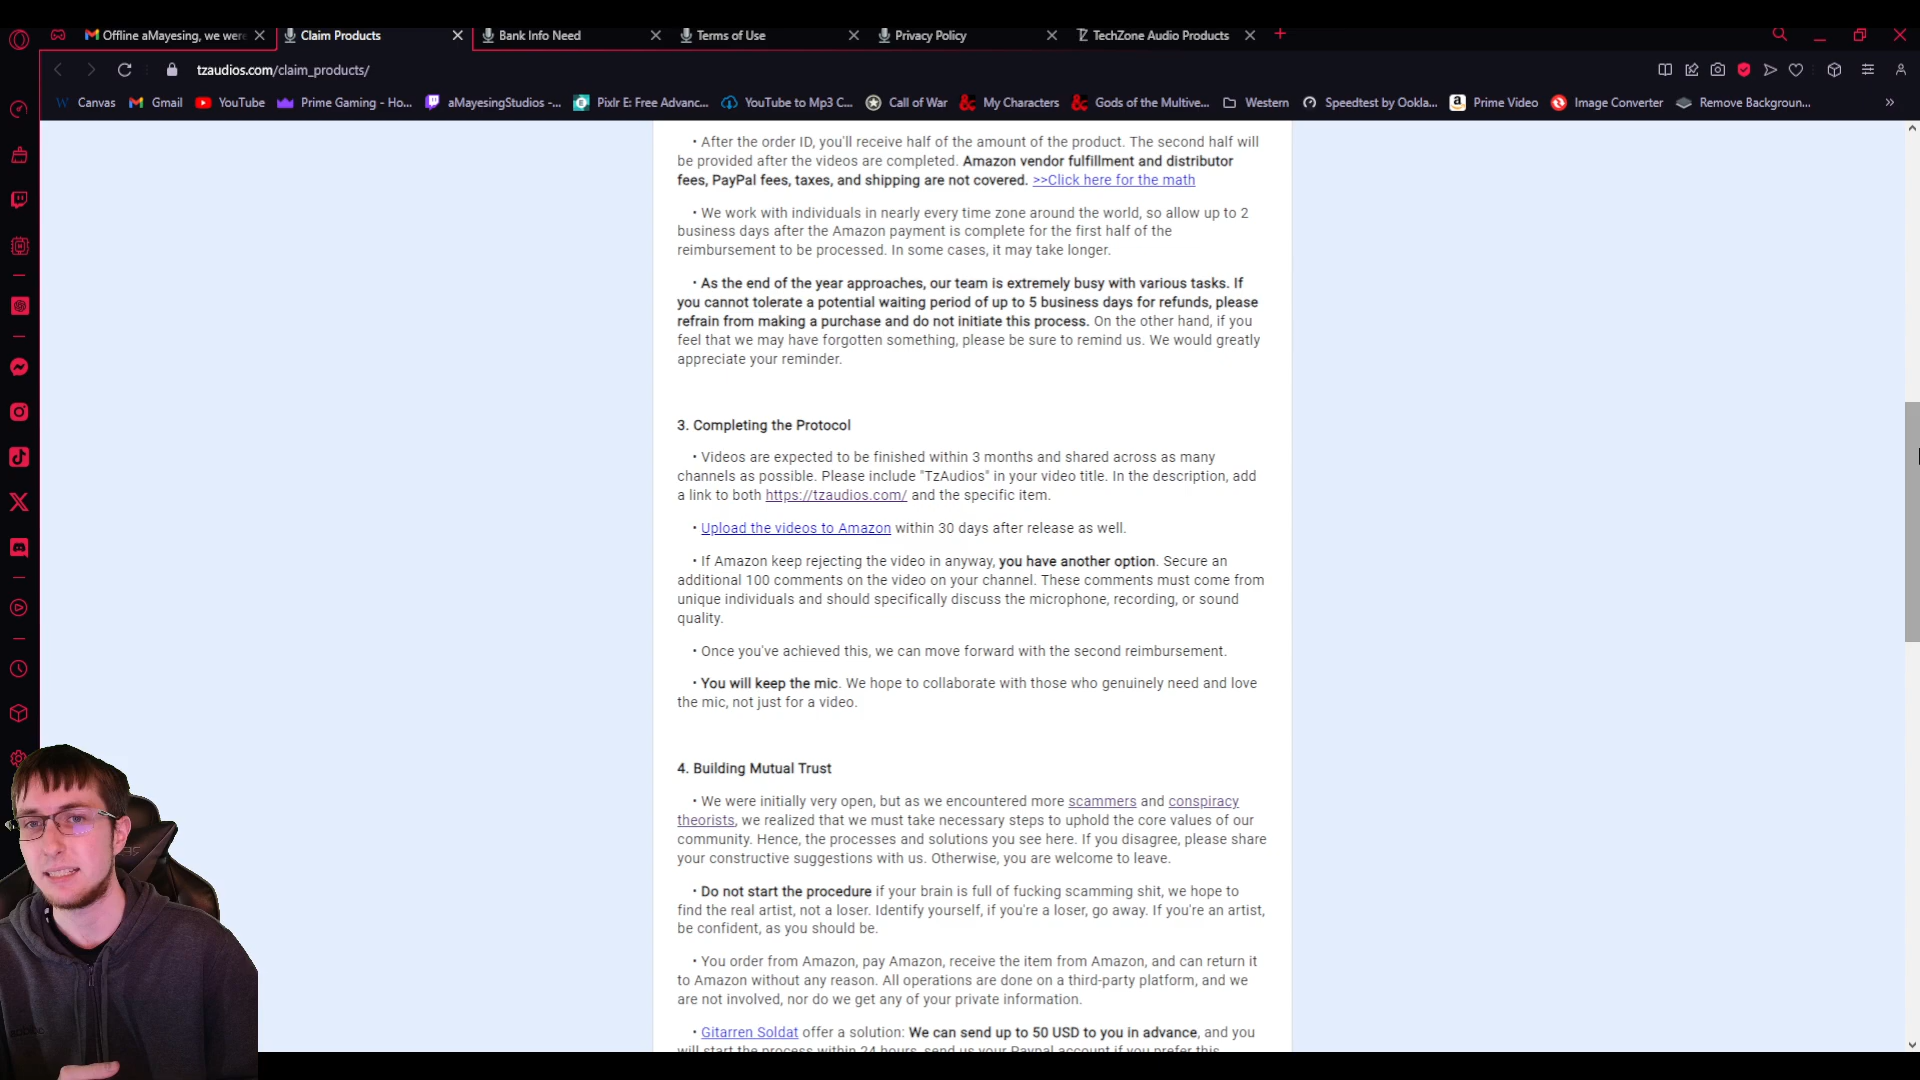 Offline aMayesing, we were
Claim Products
Bank Info Need
Terms of Use
Privacy Policy
TechZone Audio Products
tzaudios.com/claim_products/
Canvas
Gmail
YouTube
Prime Gaming - Ho...
aMayesingStudios -...
Pixlr E: Free Advanc...
YouTube to Mp3 C...
Call of War
My Characters
Gods of the Multive...
Western
Speedtest by Ookla...
Prime Video
Image Converter
Remove Backgroun...
• After the order ID, you'll receive half of the amount of the product. The second half will
be provided after the videos are completed. Amazon vendor fulfillment and distributor
fees, PayPal fees, taxes, and shipping are not covered. >>Click here for the math
• We work with individuals in nearly every time zone around the world, so allow up to 2
business days after the Amazon payment is complete for the first half of the
reimbursement to be processed. In some cases, it may take longer.
• As the end of the year approaches, our team is extremely busy with various tasks. If
you cannot tolerate a potential waiting period of up to 5 business days for refunds, please
refrain from making a purchase and do not initiate this process. On the other hand, if you
feel that we may have forgotten something, please be sure to remind us. We would greatly
appreciate your reminder.
3. Completing the Protocol
• Videos are expected to be finished within 3 months and shared across as many
channels as possible. Please include "TzAudios" in your video title. In the description, add
a link to both https://tzaudios.com/ and the specific item.
• Upload the videos to Amazon within 30 days after release as well.
• If Amazon keep rejecting the video in anyway, you have another option. Secure an
additional 100 comments on the video on your channel. These comments must come from
unique individuals and should specifically discuss the microphone, recording, or sound
quality.
• Once you've achieved this, we can move forward with the second reimbursement.
• You will keep the mic. We hope to collaborate with those who genuinely need and love
the mic, not just for a video.
4. Building Mutual Trust
• We were initially very open, but as we encountered more scammers and conspiracy
theorists, we realized that we must take necessary steps to uphold the core values of our
community. Hence, the processes and solutions you see here. If you disagree, please share
your constructive suggestions with us. Otherwise, you are welcome to leave.
• Do not start the procedure if your brain is full of fucking scamming shit, we hope to
find the real artist, not a loser. Identify yourself, if you're a loser, go away. If you're an artist,
be confident, as you should be.
• You order from Amazon, pay Amazon, receive the item from Amazon, and can return it
to Amazon without any reason. All operations are done on a third-party platform, and we
are not involved, nor do we get any of your private information.
• Gitarren Soldat offer a solution: We can send up to 50 USD to you in advance, and you
will start the process within 24 hours, send us your Paypal account if you prefer this